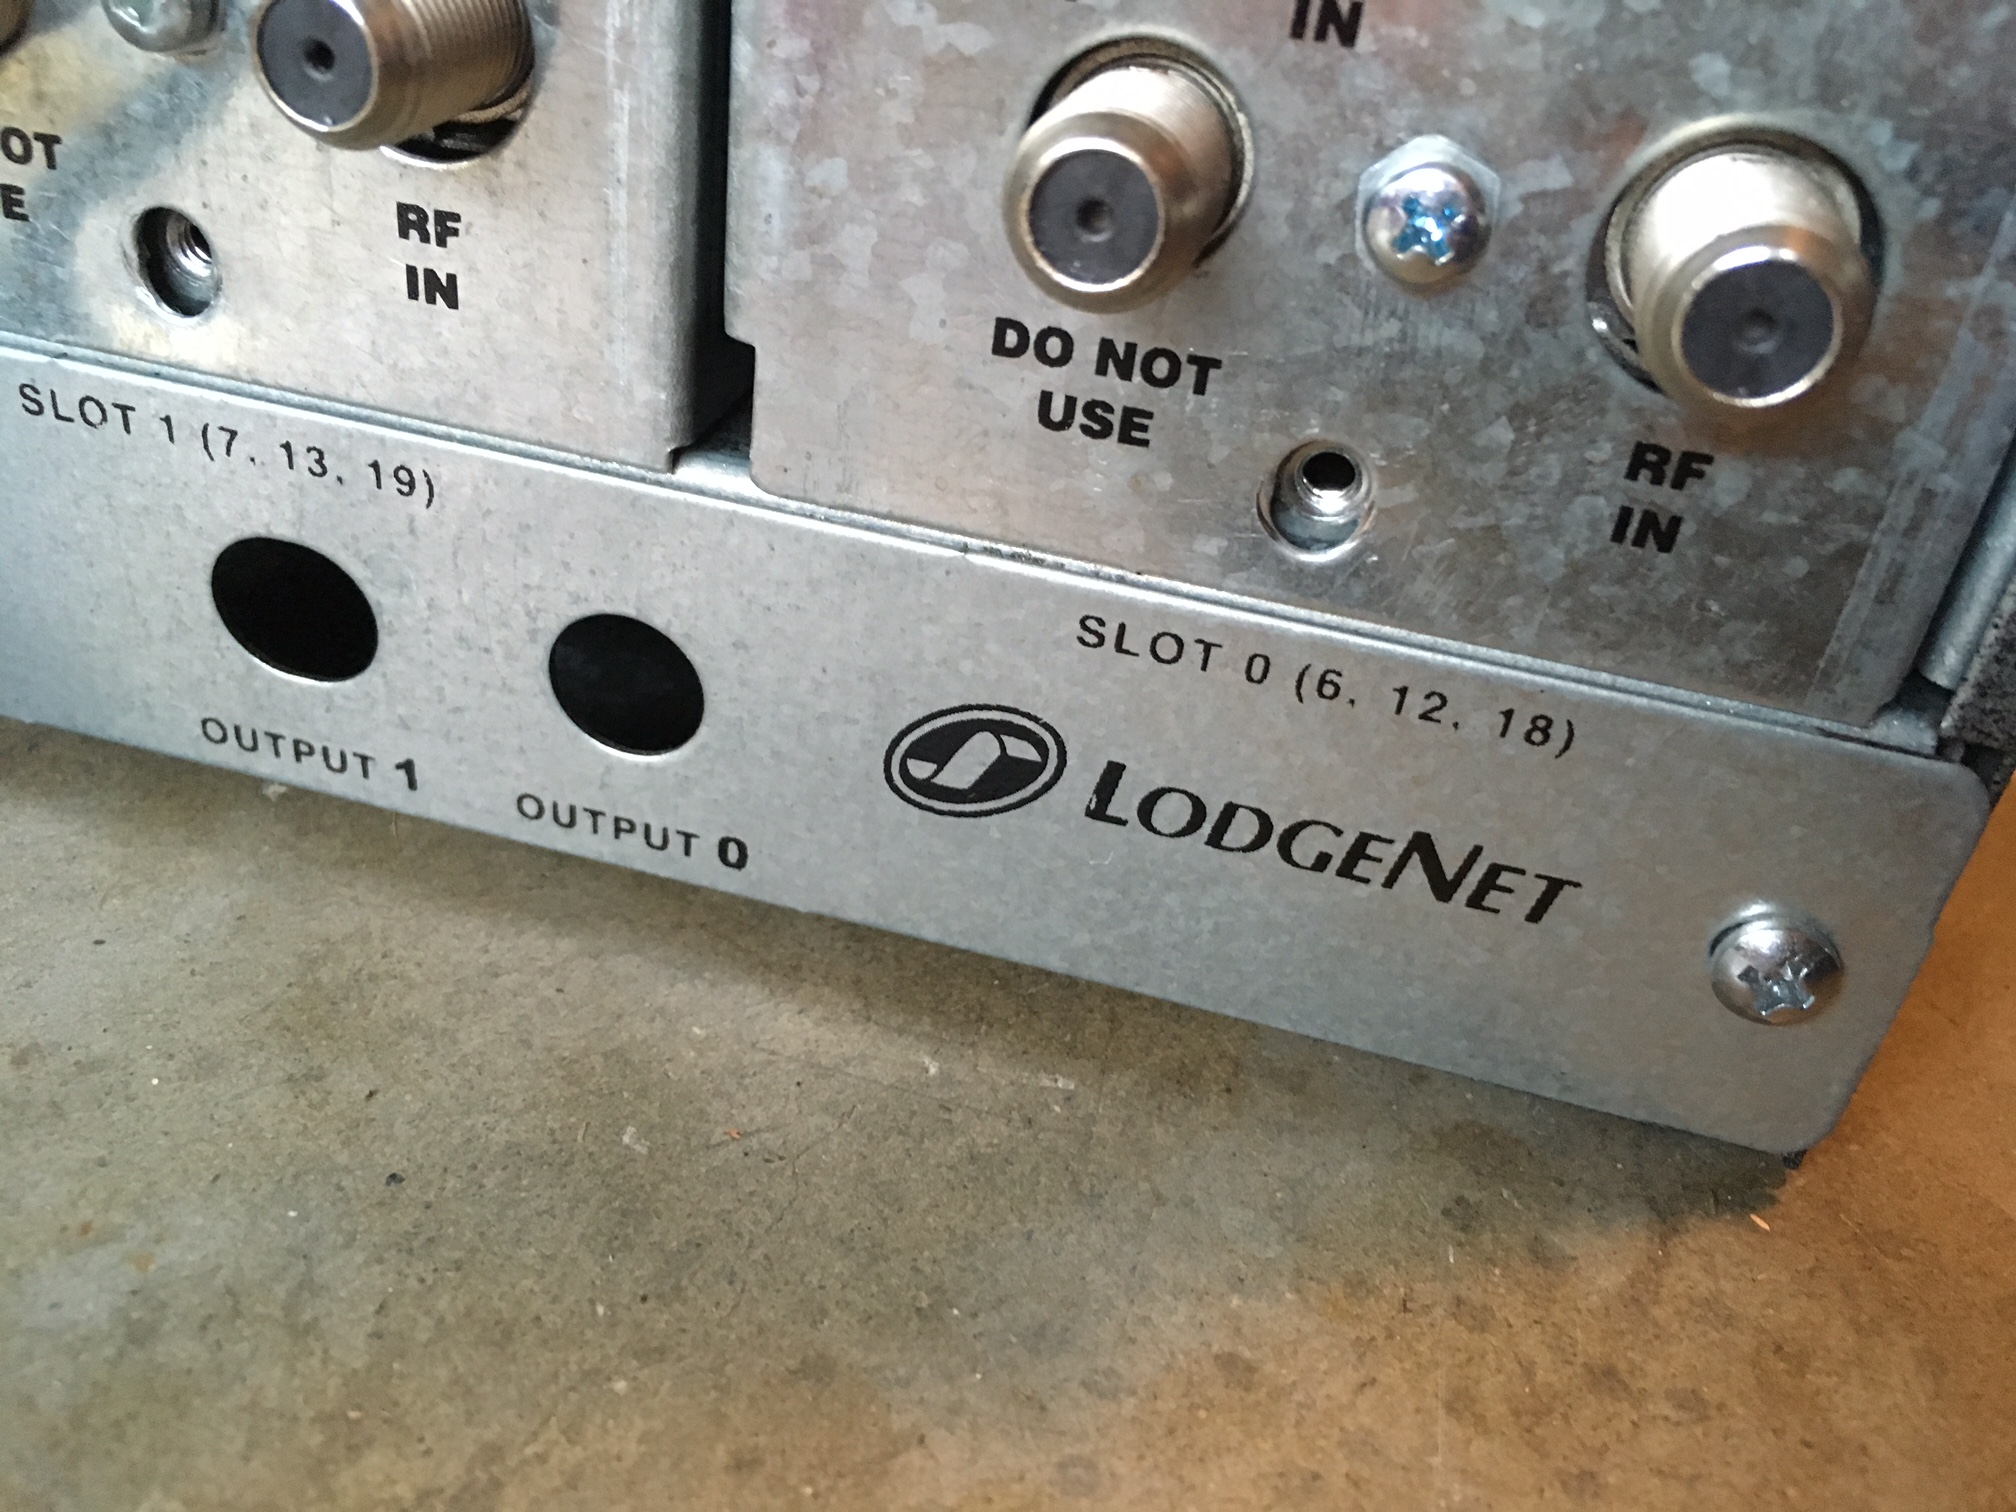 IN
OT
E
RF
IN
DO NOT
USE
RF
IN
SLOT 1 (7, 13, 19)
SLOT 0 (6, 12, 18)
OUTPUT 1
OUTPUT 0
LODGENET